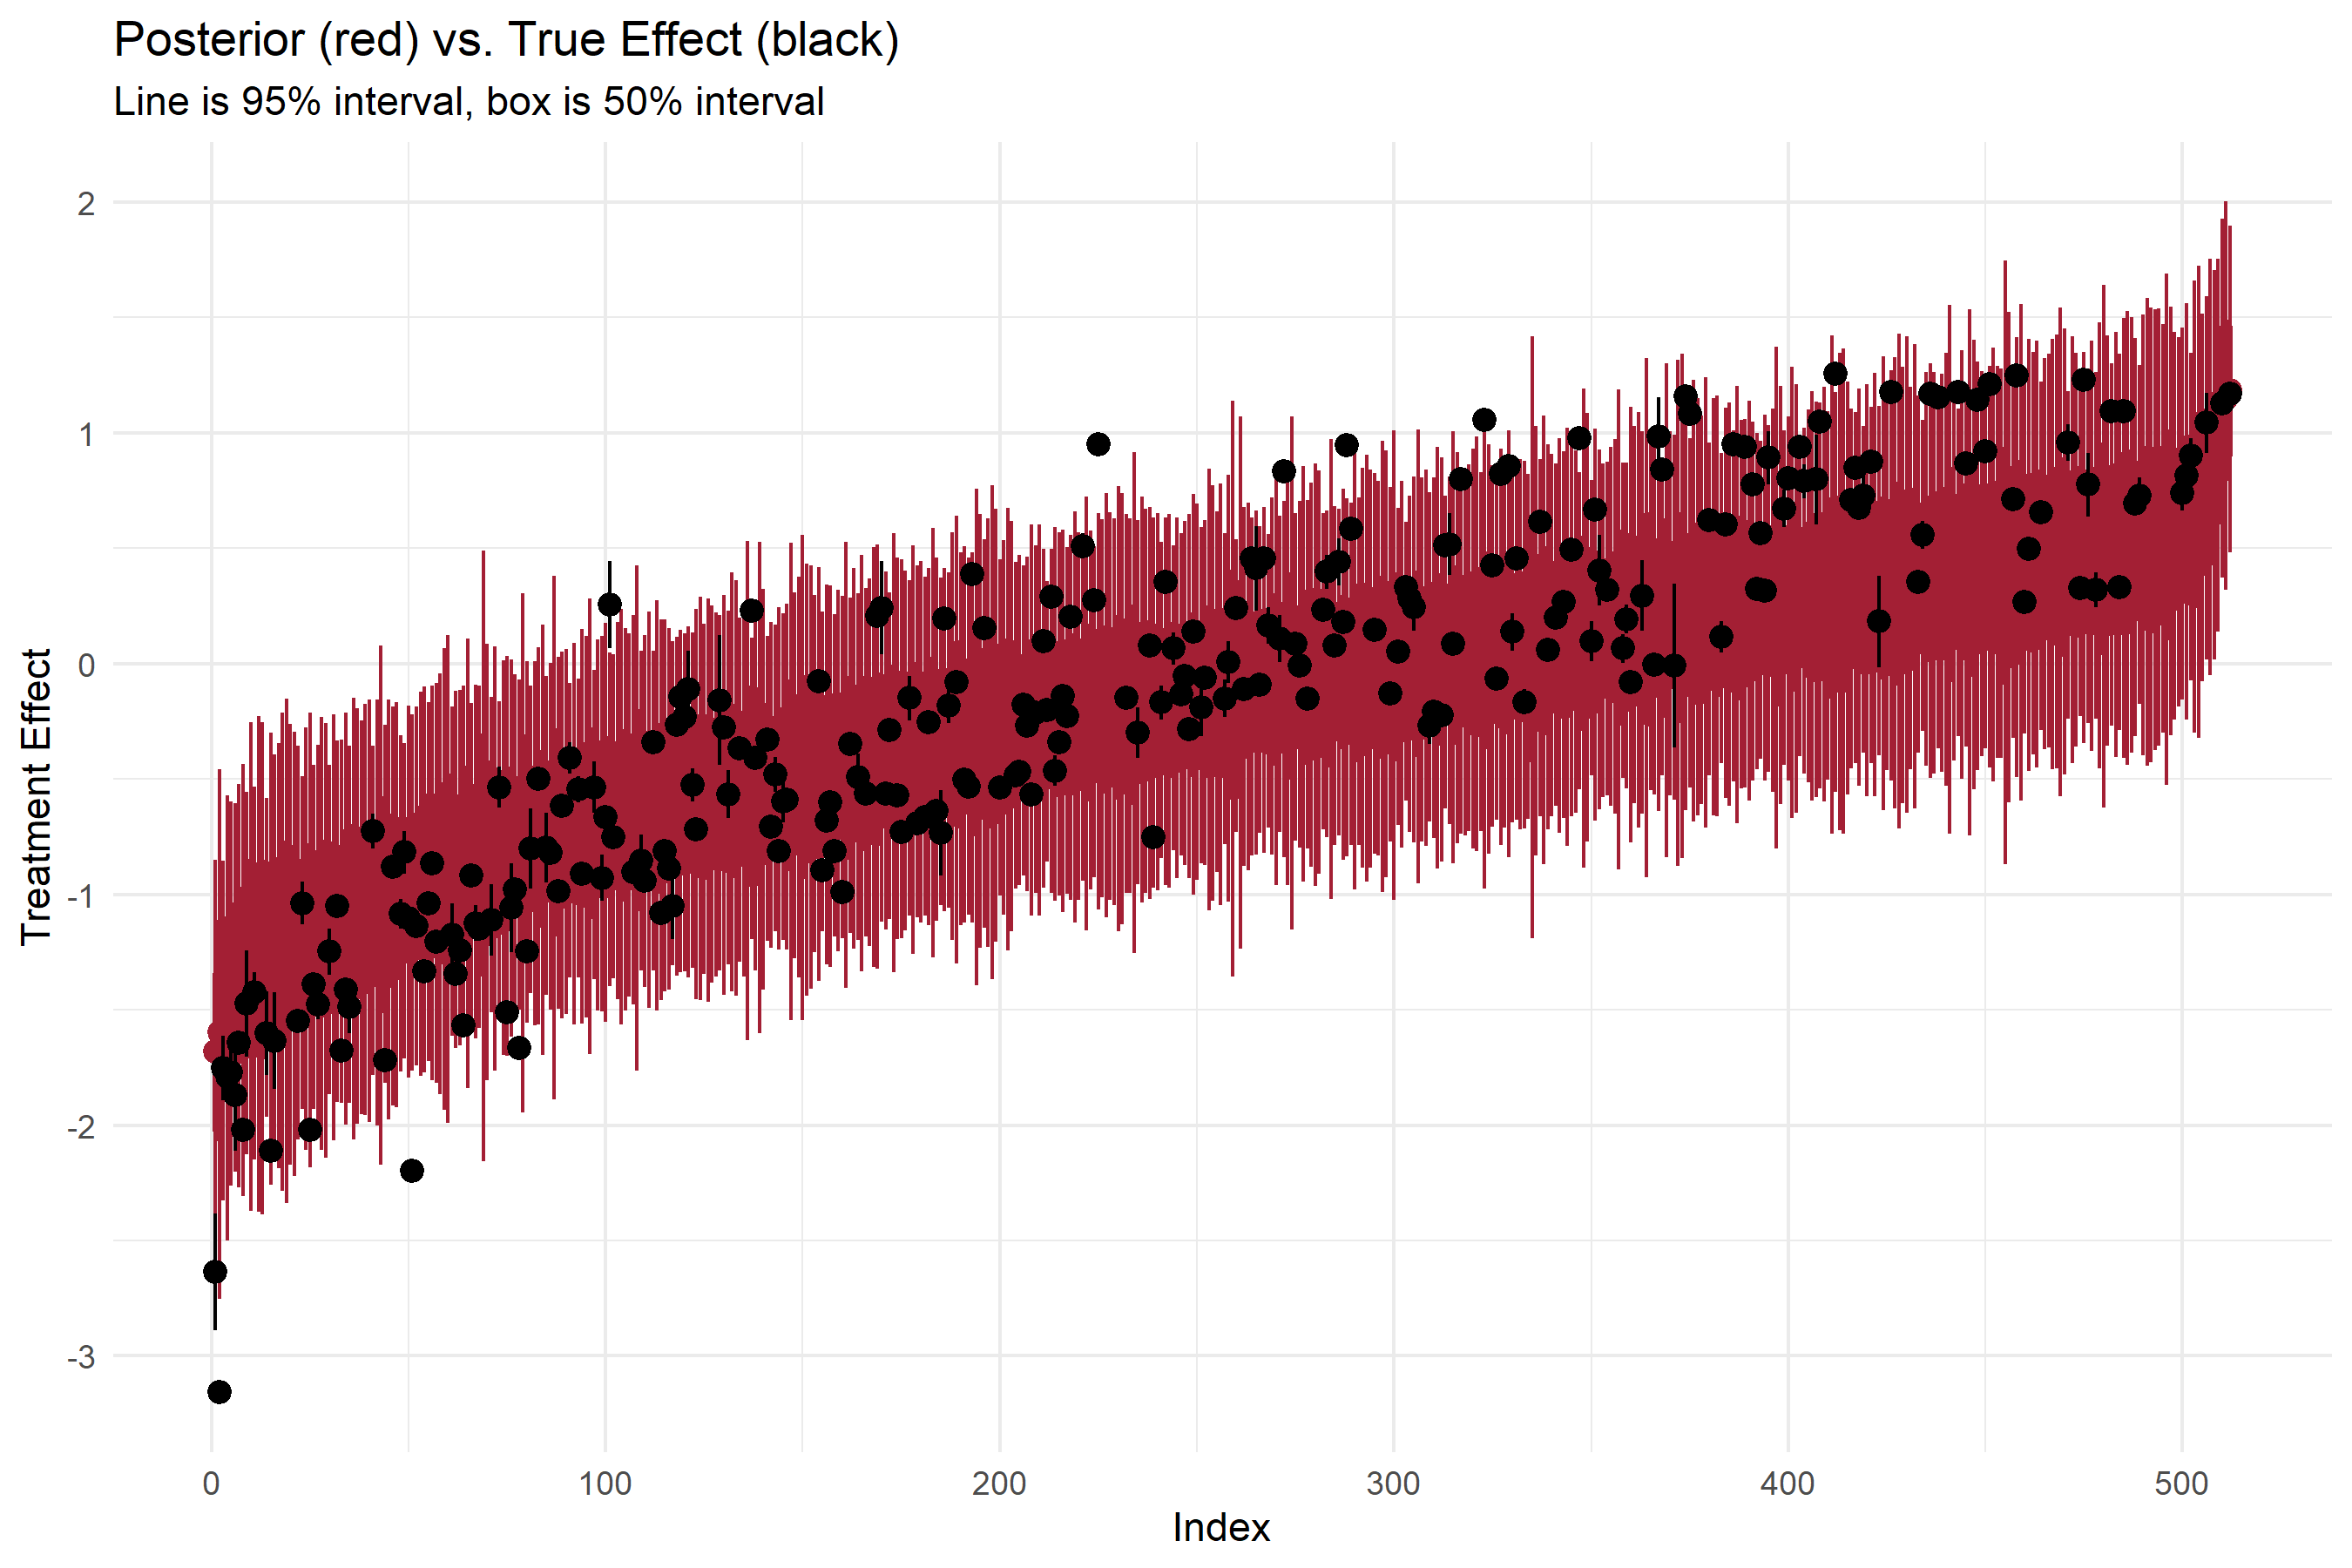 Posterior (red) vs. True Effect (black)
Line is 95% interval, box is 50% interval
Treatment Effect
2
1
0
-1
-2
-3
0 100 200 300 400 500
Index